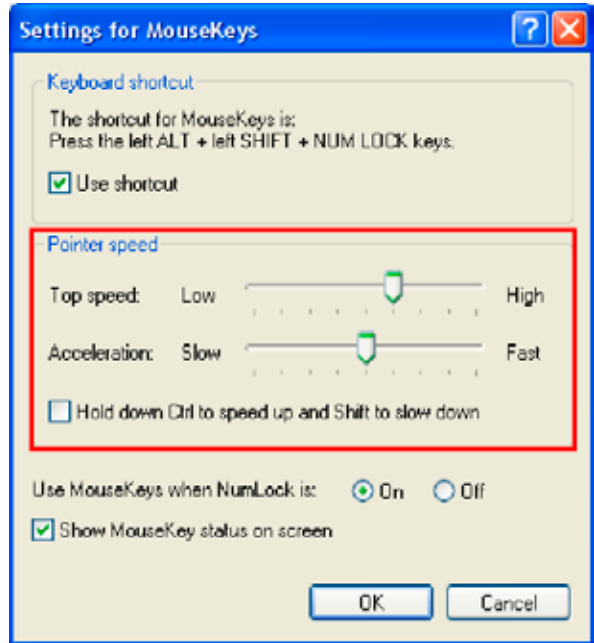 Settings for MouseKeys
Keyboard shortcut
The shortcut for MouseKeys is:
Press the left ALT + left SHIFT + NUM LOCK keys.
Use shortcut
Pointer speed
Top speed: Low High
Acceleration: Slow Fast
Hold down Ctrl to speed up and Shift to slow down
Use MouseKeys when NumLock is: On Off
Show MouseKey status on screen
OK Cancel